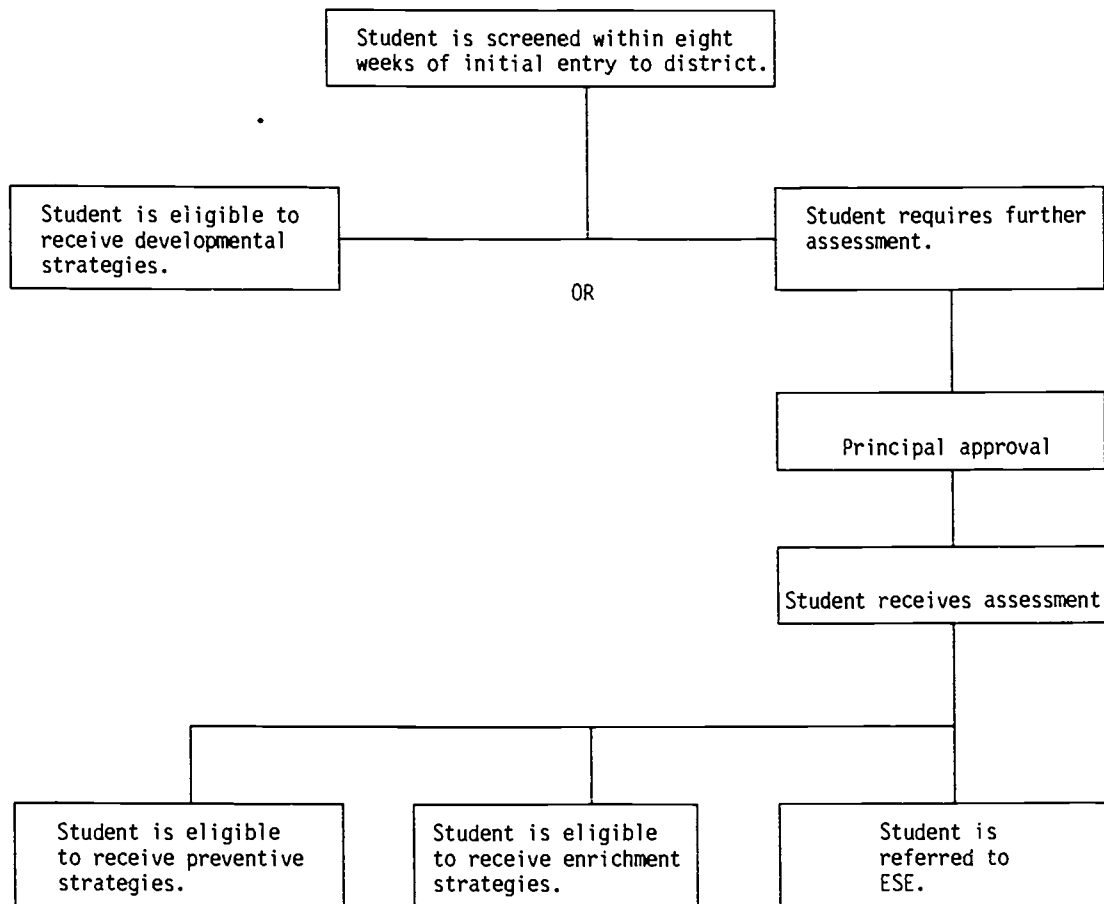 Student is screened within eight
weeks of initial entry to district.
Student is eligible to
receive developmental
strategies.
Student requires further
assessment.
OR
Principal approval
Student receives assessment
Student is eligible
to receive preventive
strategies.
Student is eligible
to receive enrichment
strategies.
Student is
referred to
ESE.